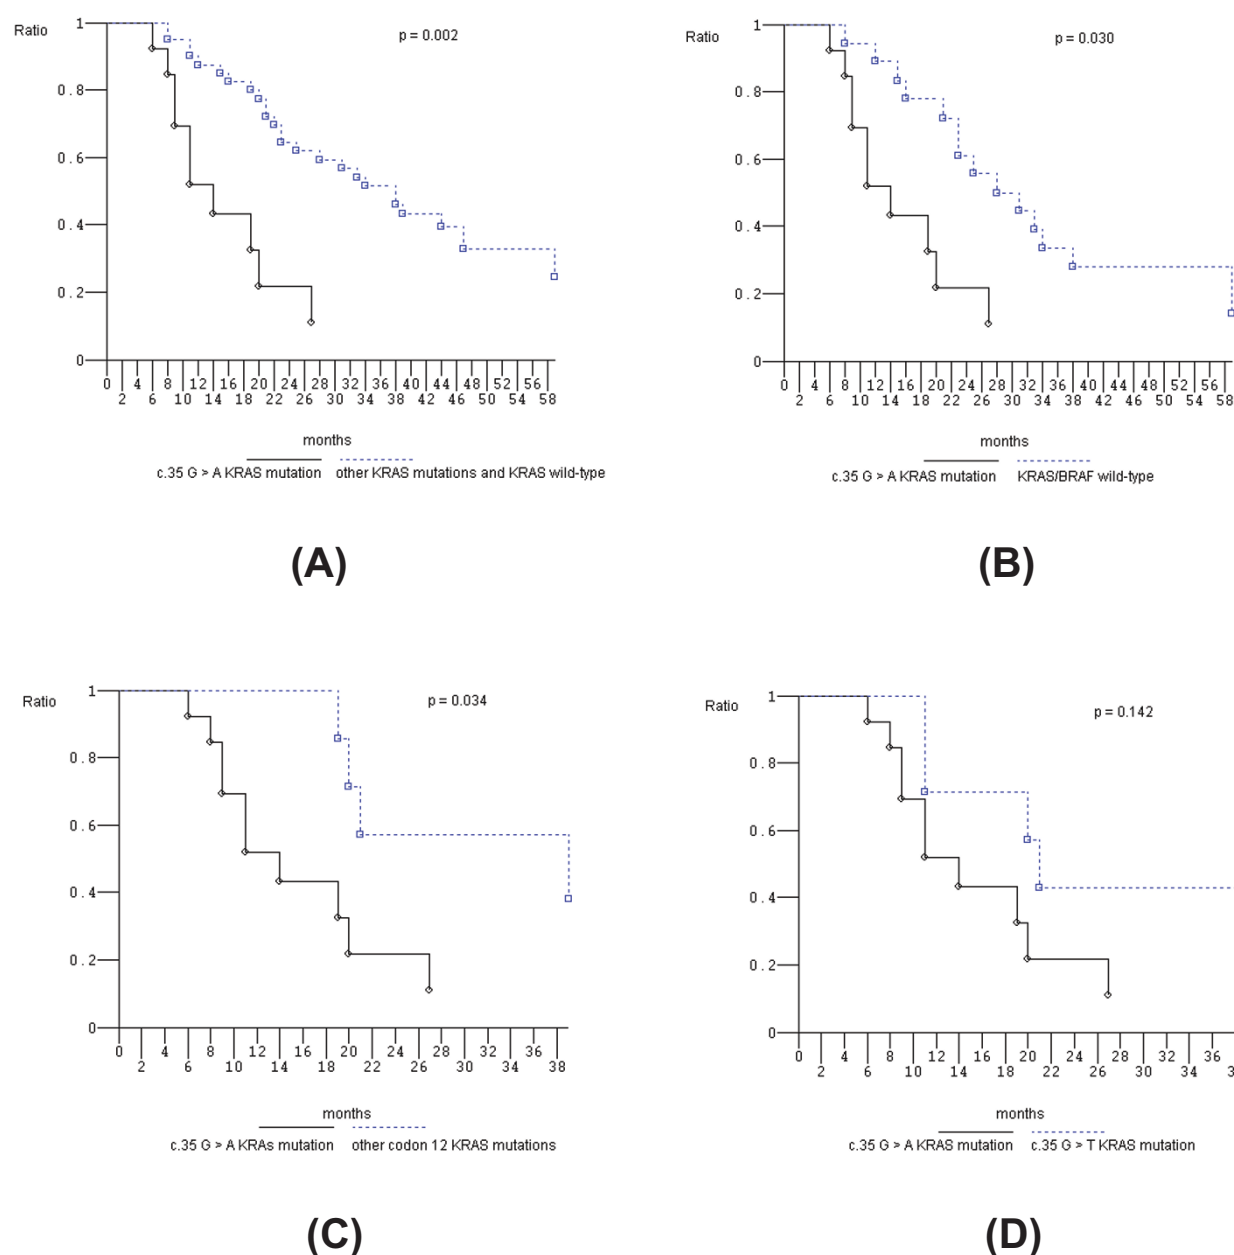 Ratio
p = 0.002
1
0.8
0.6
0.4
0.2
0
0 4 8 12 16 20 24 28 32 36 40 44 48 52 56
2 6 10 14 18 22 26 30 34 38 42 46 50 54 58
months
c.35 G > A KRAS mutation other KRAS mutations and KRAS wild-type
(A)
Ratio
p = 0.030
1
0.8
0.6
0.4
0.2
0
0 4 8 12 16 20 24 28 32 36 40 44 48 52 56
2 6 10 14 18 22 26 30 34 38 42 46 50 54 58
months
c.35 G > A KRAS mutation KRAS/BRAF wild-type
(B)
Ratio
p = 0.034
1
0.8
0.6
0.4
0.2
0
0 4 8 12 16 20 24 28 32 36
2 6 10 14 18 22 26 30 34 38
months
c.35 G > A KRAs mutation other codon 12 KRAS mutations
(C)
Ratio
p = 0.142
1
0.8
0.6
0.4
0.2
0
0 4 8 12 16 20 24 28 32 36
2 6 10 14 18 22 26 30 34
months
c.35 G > A KRAS mutation c.35 G > T KRAS mutation
(D)